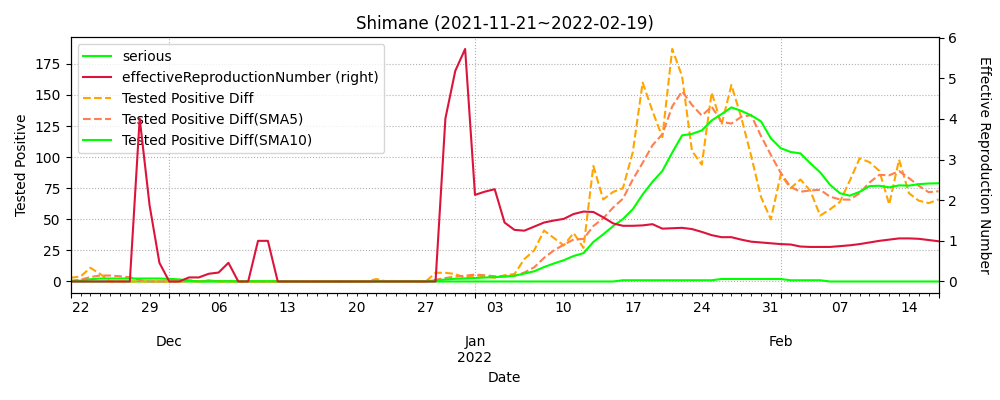 Shimane (2021-11-21~2022-02-19)
serious
effectiveReproductionNumber (right)
Tested Positive Diff
Tested Positive Diff(SMA5)
Tested Positive Diff(SMA10)
Tested Positive
175
150
125
100
75
50
25
0
6
5
4
3
2
1
0
Effective Reproduction Number
22 29 06 13 20 27 03 10 17 24 31 07 14
Dec Jan Feb
2022
Date